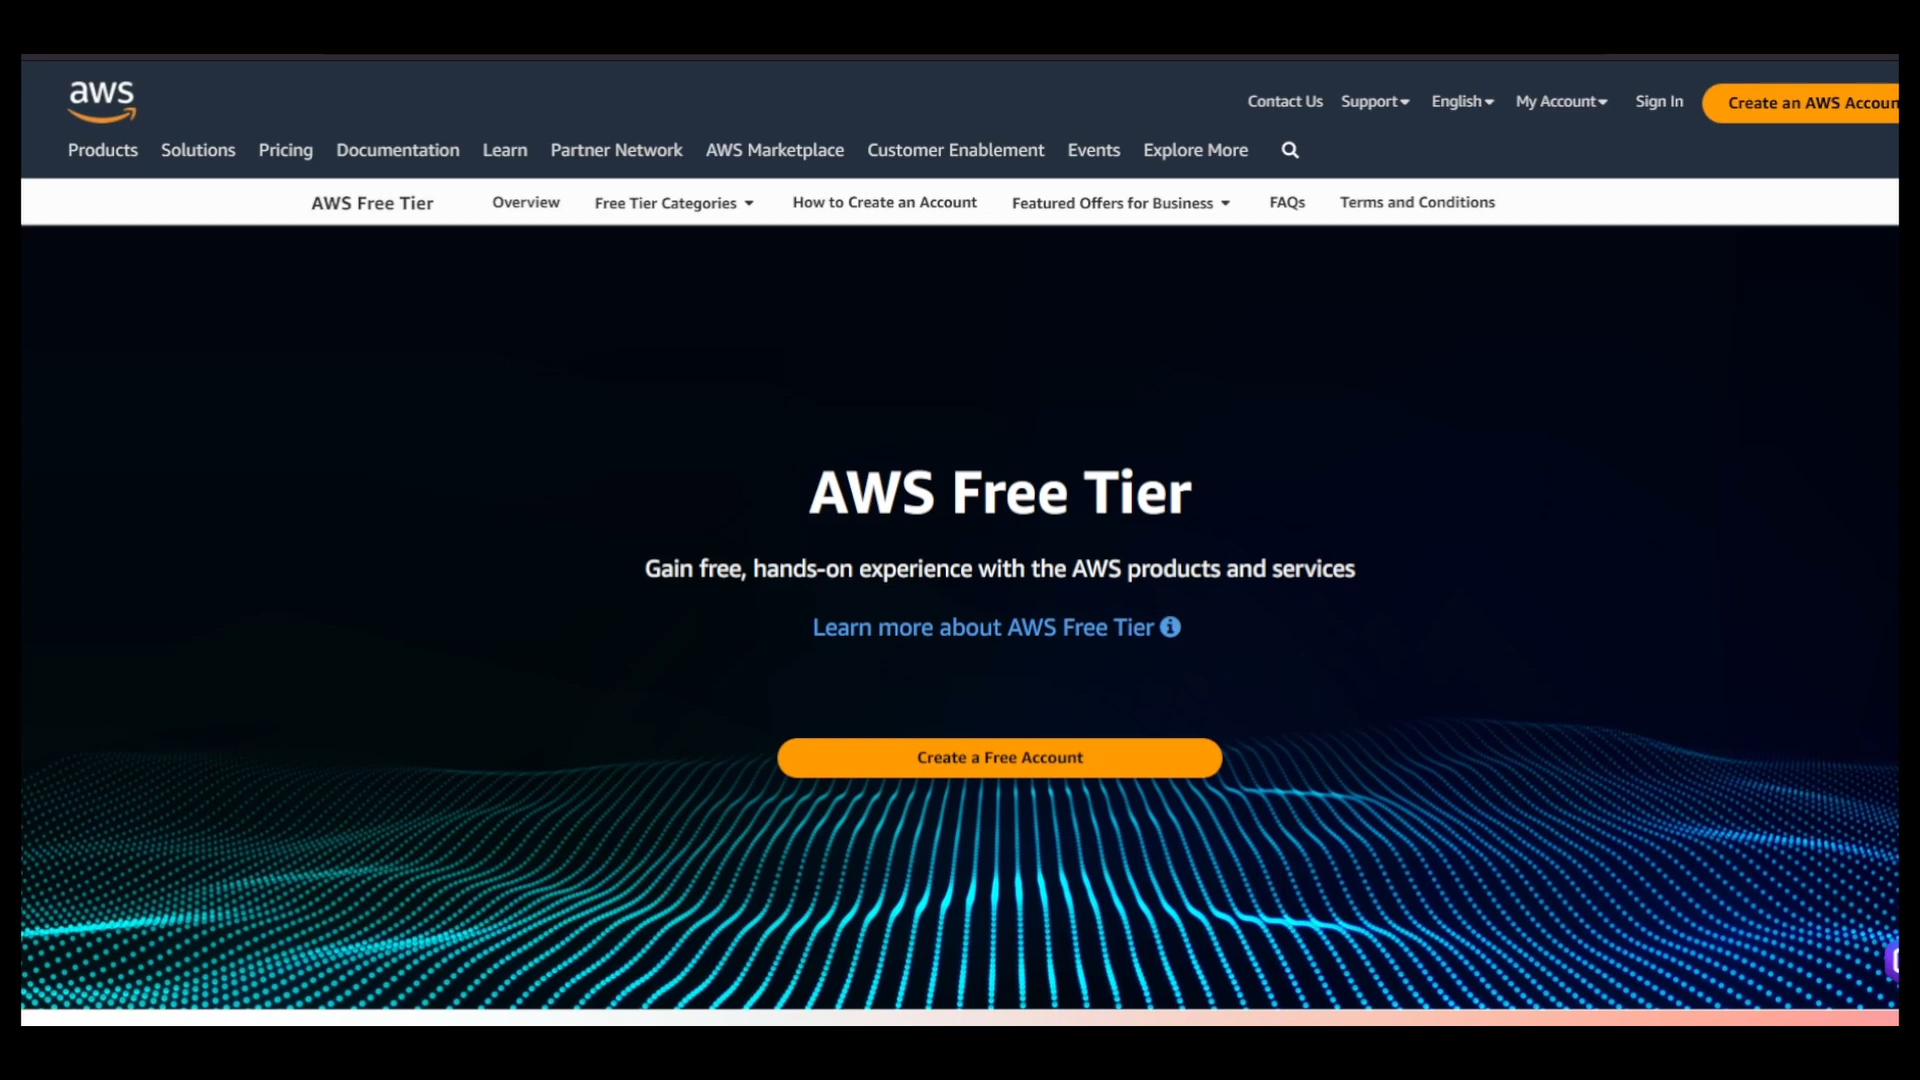 aws
Contact Us Support English My Account Sign In Create an AWS Accoun
Products Solutions Pricing Documentation Learn Partner Network AWS Marketplace Customer Enablement Events Explore More
AWS Free Tier Overview Free Tier Categories How to Create an Account Featured Offers for Business FAQs Terms and Conditions
AWS Free Tier
Gain free, hands-on experience with the AWS products and services
Learn more about AWS Free Tier
Create a Free Account